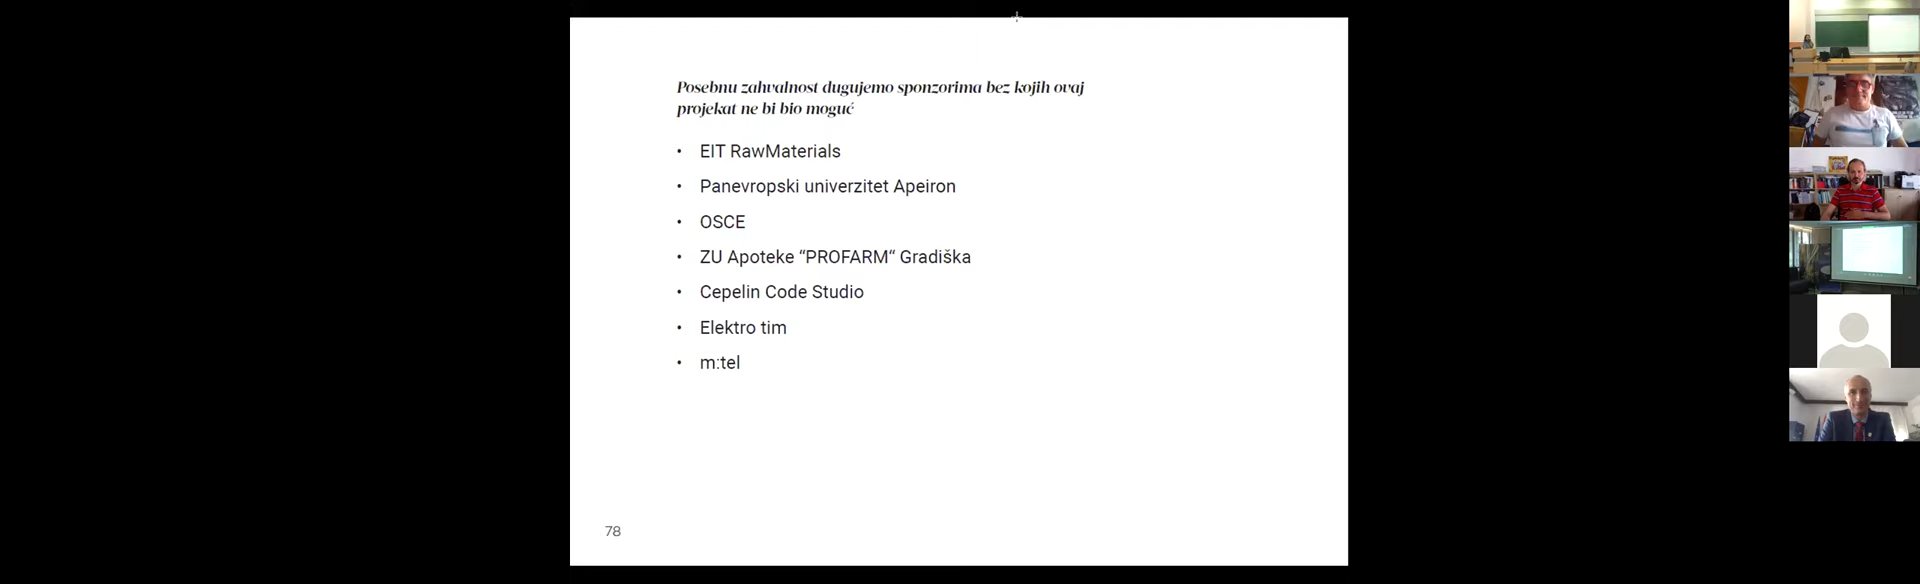 Posebnu zahvalnost dugujemo sponzorima bez kojih ovaj
projekat ne bi bio moguć
• EIT RawMaterials
• Panevropski univerzitet Apeiron
• OSCE
• ZU Apoteke “PROFARM“ Gradiška
• Cepelin Code Studio
• Elektro tim
• m:tel
78